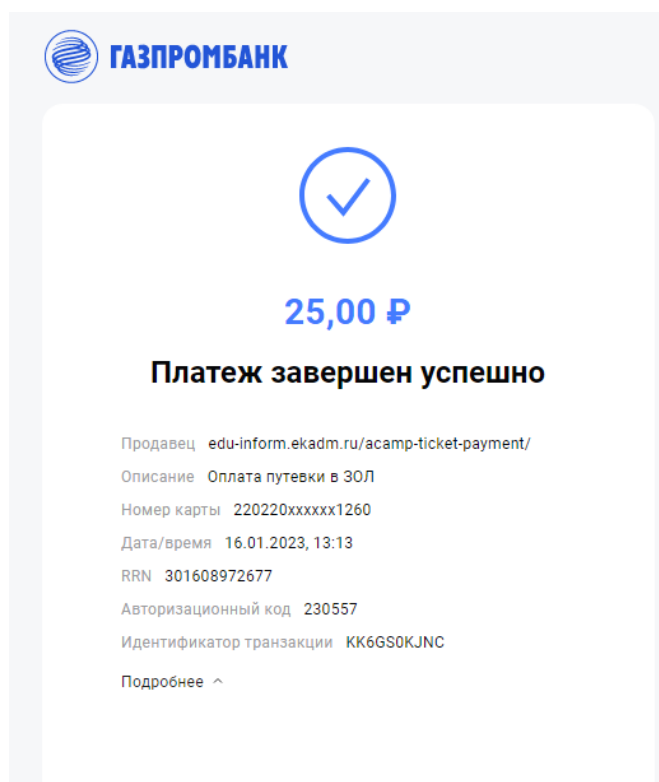 ГАЗПРОМБАНК
25,00 ₽
Платеж завершен успешно
Продавец edu-inform.ekadm.ru/acamp-ticket-payment/
Описание Оплата путевки в ЗОЛ
Номер карты 220220xxxxxx1260
Дата/время 16.01.2023, 13:13
RRN 301608972677
Авторизационный код 230557
Идентификатор транзакции KK6GS0KJNC
Подробнее